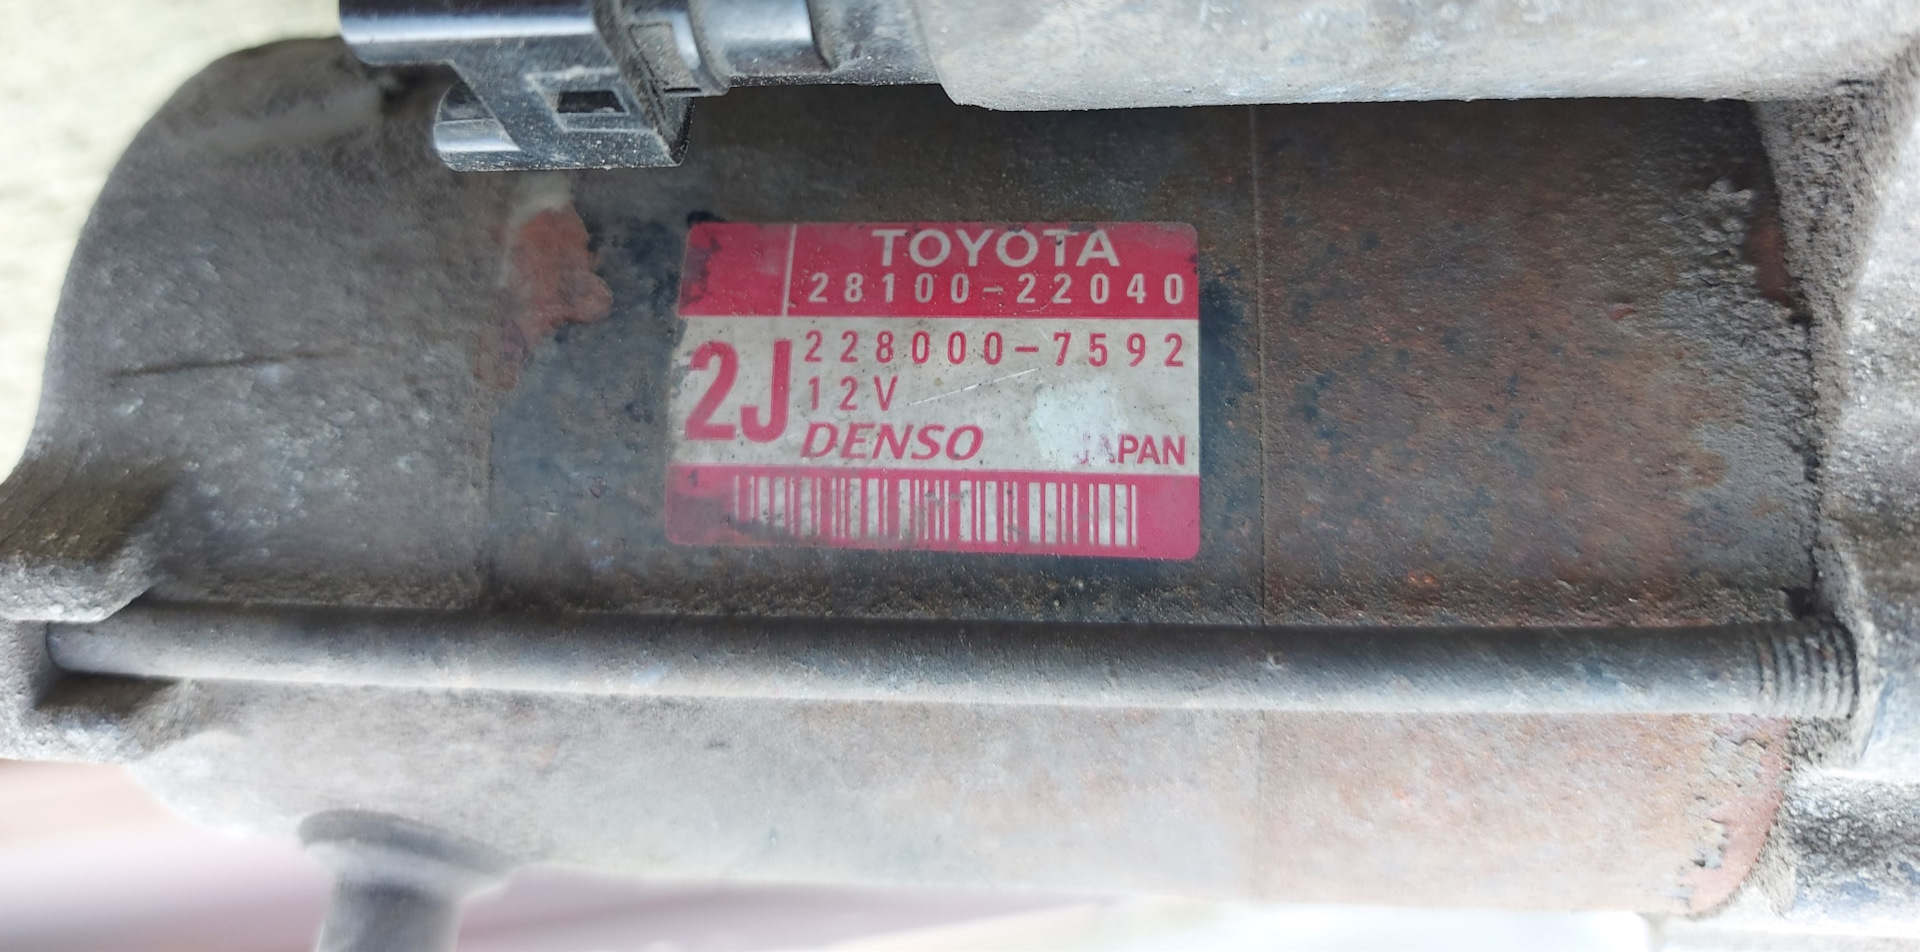 TOYOTA
28100-22040
2J
228000-7592
12V
DENSO JAPAN